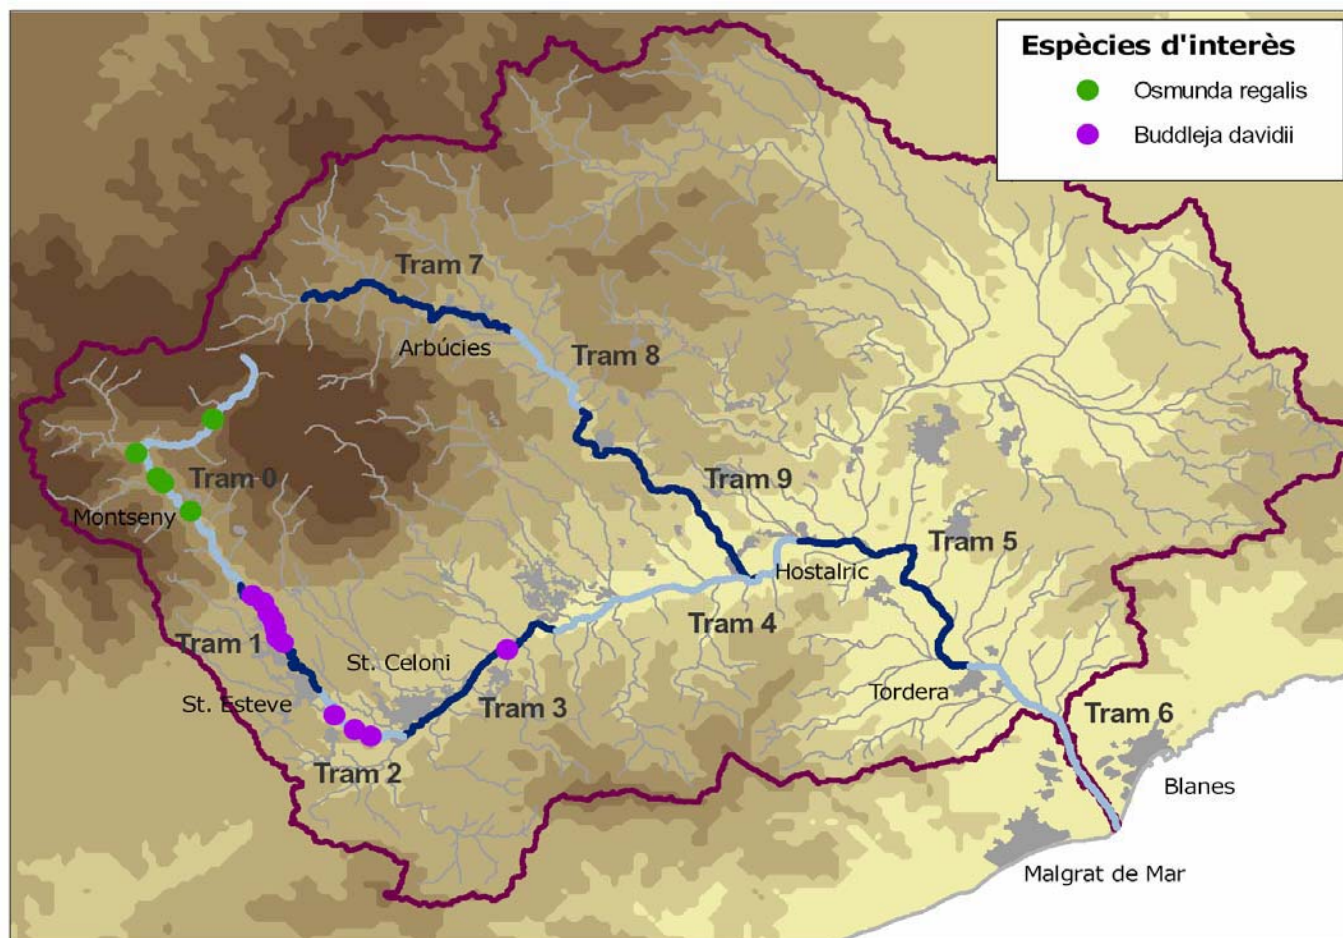 Espècies d'interès
Osmunda regalis
Buddleja davidii
Tram 7
Arbúcies
Tram 8
Tram 0
Tram 9
Montseny
Tram 5
Hostalric
Tram 4
Tram 1
St. Celoni
St. Esteve
Tram 3
Tordera
Tram 6
Tram 2
Blanes
Malgrat de Mar